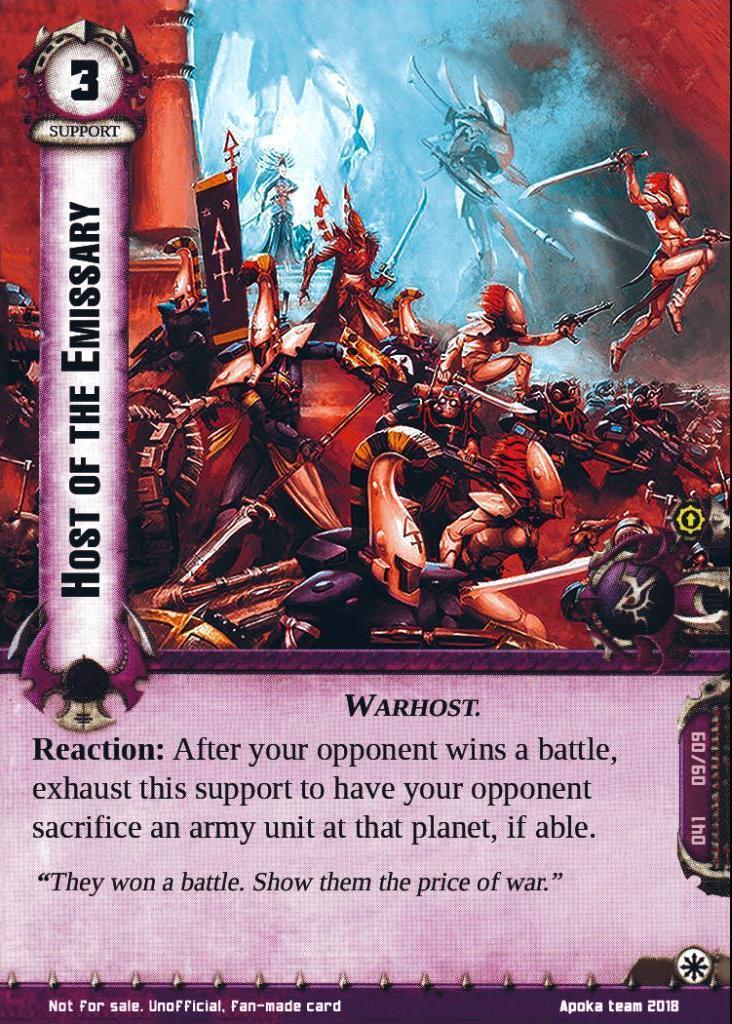 3
SUPPORT
HOST OF THE EMISSARY
WARHOST.
Reaction: After your opponent wins a battle,
exhaust this support to have your opponent
sacrifice an army unit at that planet, if able.
“They won a battle. Show them the price of war.”
041 60/60
Not for sale. Unofficial, fan-made card
Apoka team 2018